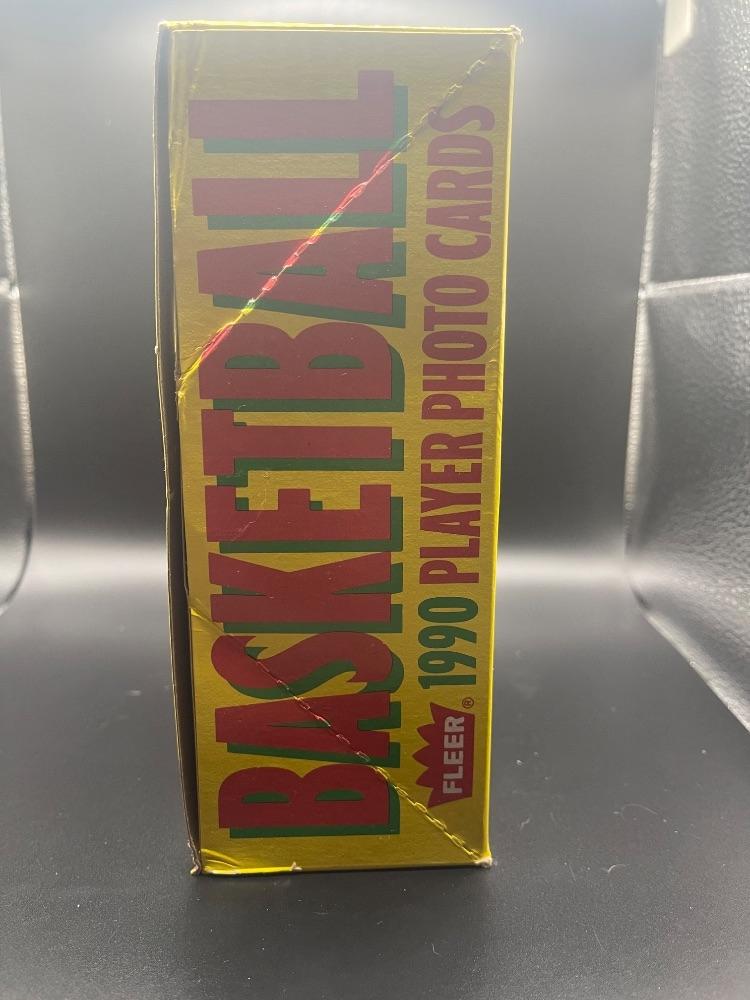 BASKETBALL
FLEER® 1990 PLAYER PHOTO CARDS